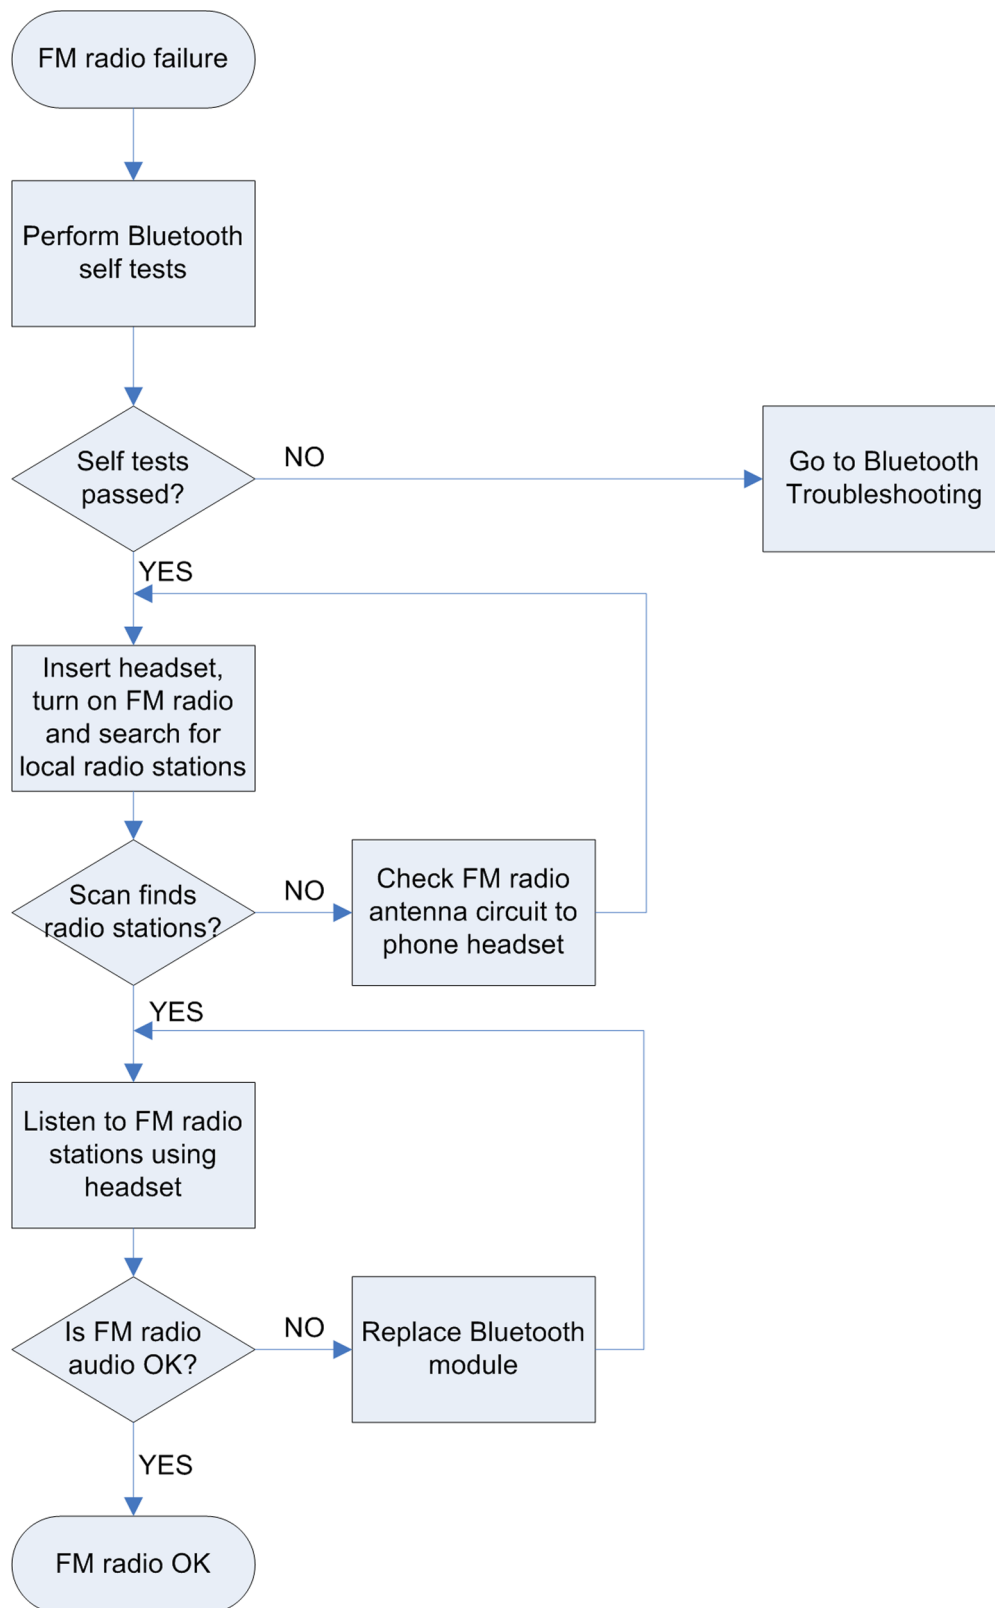 FM radio failure
Perform Bluetooth
self tests
Self tests
passed?
NO
Go to Bluetooth
Troubleshooting
YES
Insert headset,
turn on FM radio
and search for
local radio stations
Scan finds
radio stations?
NO
Check FM radio
antenna circuit to
phone headset
YES
Listen to FM radio
stations using
headset
Is FM radio
audio OK?
NO
Replace Bluetooth
module
YES
FM radio OK